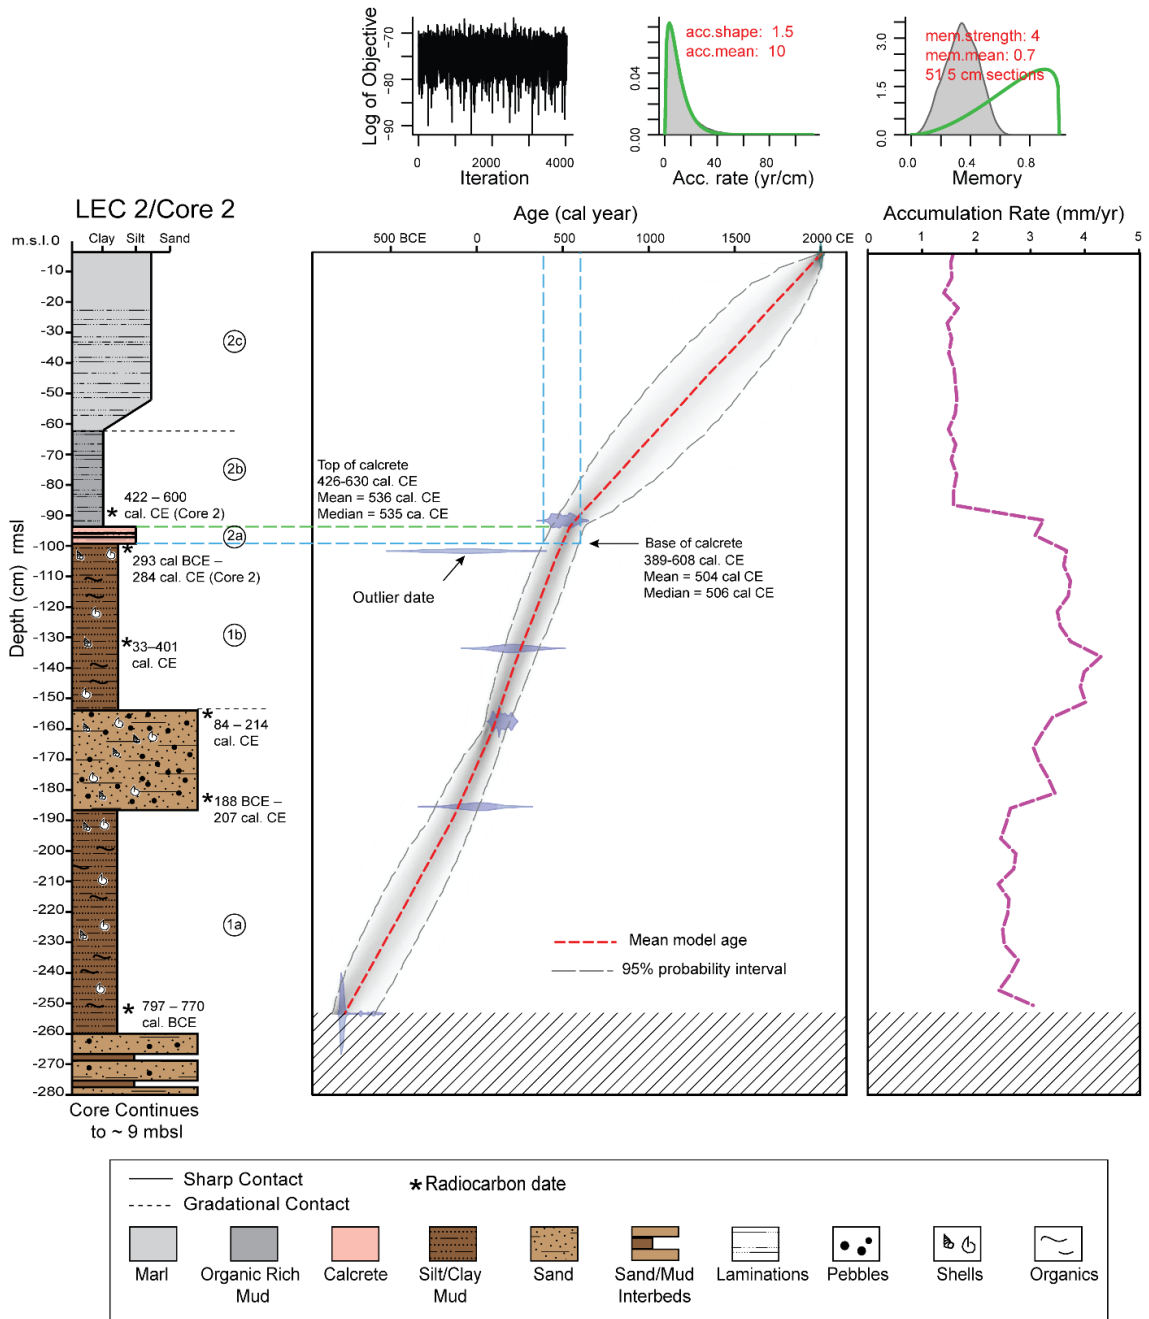 Log of Objective
-70
-80
-90
0
2000
4000
Iteration
0.00
0.04
acc.shape: 1.5
acc.mean: 10
0
40
80
Acc. rate (yr/cm)
0.0
1.5
3.0
mem.strength: 4
mem.mean: 0.7
51 5 cm sections
0.0
0.4
0.8
Memory
LEC 2/Core 2
Age (cal year)
Accumulation Rate (mm/yr)
m.s.l.0
Clay
Silt
Sand
500 BCE
0
500
1000
1500
2000 CE
0
1
2
3
4
5
Depth (cm) rmsl
-10
-20
-30
-40
-50
-60
-70
-80
-90
-100
-110
-120
-130
-140
-150
-160
-170
-180
-190
-200
-210
-220
-230
-240
-250
-260
-270
-280
2c
2b
2a
1b
1a
422 – 600
cal. CE (Core 2)
*
*
293 cal BCE –
284 cal. CE (Core 2)
*33–401
cal. CE
*
84 – 214
cal. CE
*188 BCE –
207 cal. CE
*
797 – 770
cal. BCE
Top of calcrete
426-630 cal. CE
Mean = 536 cal. CE
Median = 535 ca. CE
Base of calcrete
389-608 cal. CE
Mean = 504 cal CE
Median = 506 cal CE
Outlier date
Mean model age
95% probability interval
Core Continues
to ~ 9 mbsl
Sharp Contact
Gradational Contact
*Radiocarbon date
Marl
Organic Rich
Mud
Calcrete
Silt/Clay
Mud
Sand
Sand/Mud
Interbeds
Laminations
Pebbles
Shells
Organics